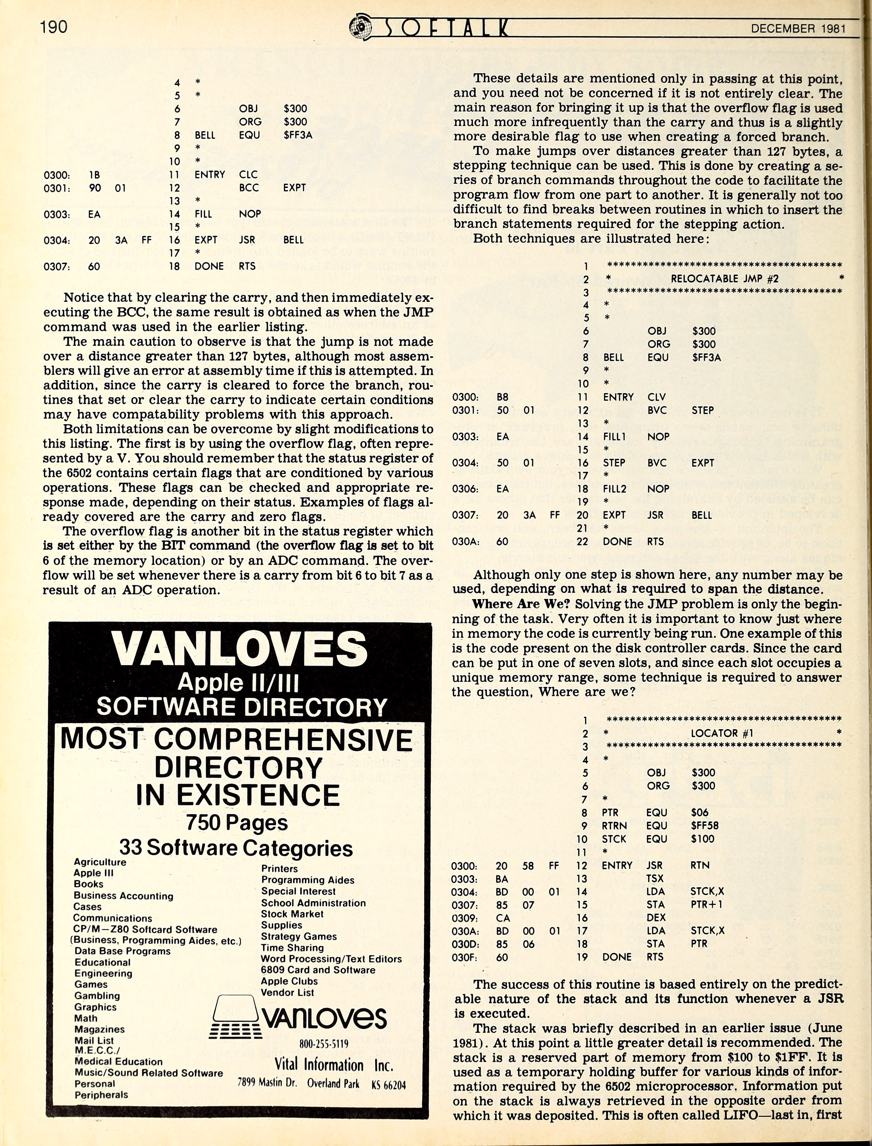 190
SOFTALK
DECEMBER 1981
4 *
5 *
6 OBJ $300
7 ORG $300
8 BELL EQU $FF3A
9 *
10 *
0300: 1B 11 ENTRY CLC
0301: 90 01 12 BCC EXPT
13 *
0303: EA 14 FILL NOP
15 *
0304: 20 3A FF 16 EXPT JSR BELL
17 *
0307: 60 18 DONE RTS
Notice that by clearing the carry, and then immediately ex-
ecuting the BCC, the same result is obtained as when the JMP
command was used in the earlier listing.
The main caution to observe is that the jump is not made
over a distance greater than 127 bytes, although most assem-
blers will give an error at assembly time if this is attempted. In
addition, since the carry is cleared to force the branch, rou-
tines that set or clear the carry to indicate certain conditions
may have compatability problems with this approach.
Both limitations can be overcome by slight modifications to
this listing. The first is by using the overflow flag, often repre-
sented by a V. You should remember that the status register of
the 6502 contains certain flags that are conditioned by various
operations. These flags can be checked and appropriate re-
sponse made, depending on their status. Examples of flags al-
ready covered are the carry and zero flags.
The overflow flag is another bit in the status register which
is set either by the BIT command (the overflow flag is set to bit
6 of the memory location) or by an ADC command. The over-
flow will be set whenever there is a carry from bit 6 to bit 7 as a
result of an ADC operation.
VANLOVES
Apple II/III
SOFTWARE DIRECTORY
MOST COMPREHENSIVE
DIRECTORY
IN EXISTENCE
750 Pages
33 Software Categories
Agriculture
Apple III
Books
Business Accounting
Cases
Communications
CP/M—Z80 Softcard Software
(Business, Programming Aides, etc.)
Data Base Programs
Educational
Engineering
Games
Gambling
Graphics
Math
Magazines
Mail List
M.E.C.C./
Medical Education
Music/Sound Related Software
Personal
Peripherals
Printers
Programming Aides
Special Interest
School Administration
Stock Market
Supplies
Strategy Games
Time Sharing
Word Processing/Text Editors
6809 Card and Software
Apple Clubs
Vendor List
VANLOVES
800-255-5119
Vital Information Inc.
7899 Mastin Dr. Overland Park KS 66204
These details are mentioned only in passing at this point,
and you need not be concerned if it is not entirely clear. The
main reason for bringing it up is that the overflow flag is used
much more infrequently than the carry and thus is a slightly
more desirable flag to use when creating a forced branch.
To make jumps over distances greater than 127 bytes, a
stepping technique can be used. This is done by creating a se-
ries of branch commands throughout the code to facilitate the
program flow from one part to another. It is generally not too
difficult to find breaks between routines in which to insert the
branch statements required for the stepping action.
Both techniques are illustrated here:
1 ****************************************
2 * RELOCATABLE JMP #2 *
3 ****************************************
4 *
5 *
6 OBJ $300
7 ORG $300
8 BELL EQU $FF3A
9 *
10 *
0300: B8 11 ENTRY CLV
0301: 50 01 12 BVC STEP
13 *
0303: EA 14 FILL1 NOP
15 *
0304: 50 01 16 STEP BVC EXPT
17 *
0306: EA 18 FILL2 NOP
19 *
0307: 20 3A FF 20 EXPT JSR BELL
21 *
030A: 60 22 DONE RTS
Although only one step is shown here, any number may be
used, depending on what is required to span the distance.
Where Are We? Solving the JMP problem is only the begin-
ning of the task. Very often it is important to know just where
in memory the code is currently being run. One example of this
is the code present on the disk controller cards. Since the card
can be put in one of seven slots, and since each slot occupies a
unique memory range, some technique is required to answer
the question, Where are we?
1 ****************************************
2 * LOCATOR #1 *
3 ****************************************
4 *
5 OBJ $300
6 ORG $300
7 *
8 PTR EQU $06
9 RTRN EQU $FF58
10 STCK EQU $100
11 *
0300: 20 58 FF 12 ENTRY JSR RTN
0303: BA 13 TSX
0304: BD 00 01 14 LDA STCK,X
0307: 85 07 15 STA PTR+1
0309: CA 16 DEX
030A: BD 00 01 17 LDA STCK,X
030D: 85 06 18 STA PTR
030F: 60 19 DONE RTS
The success of this routine is based entirely on the predict-
able nature of the stack and its function whenever a JSR
is executed.
The stack was briefly described in an earlier issue (June
1981). At this point a little greater detail is recommended. The
stack is a reserved part of memory from $100 to $1FF. It is
used as a temporary holding buffer for various kinds of infor-
mation required by the 6502 microprocessor. Information put
on the stack is always retrieved in the opposite order from
which it was deposited. This is often called LIFO—last in, first